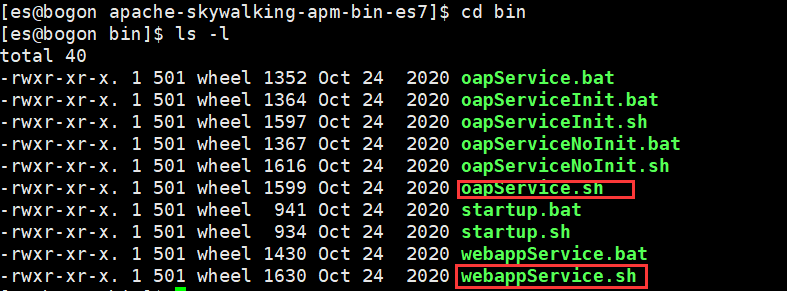 [es@bogon apache-skywalking-apm-bin-es7]$ cd bin
[es@bogon bin]$ ls -l
total 40
-rwxr-xr-x. 1 501 wheel 1352 Oct 24  2020 oapService.bat
-rwxr-xr-x. 1 501 wheel 1364 Oct 24  2020 oapServiceInit.bat
-rwxr-xr-x. 1 501 wheel 1597 Oct 24  2020 oapServiceInit.sh
-rwxr-xr-x. 1 501 wheel 1367 Oct 24  2020 oapServiceNoInit.bat
-rwxr-xr-x. 1 501 wheel 1616 Oct 24  2020 oapServiceNoInit.sh
-rwxr-xr-x. 1 501 wheel 1599 Oct 24  2020 oapService.sh
-rwxr-xr-x. 1 501 wheel  941 Oct 24  2020 startup.bat
-rwxr-xr-x. 1 501 wheel  934 Oct 24  2020 startup.sh
-rwxr-xr-x. 1 501 wheel 1430 Oct 24  2020 webappService.bat
-rwxr-xr-x. 1 501 wheel 1630 Oct 24  2020 webappService.sh